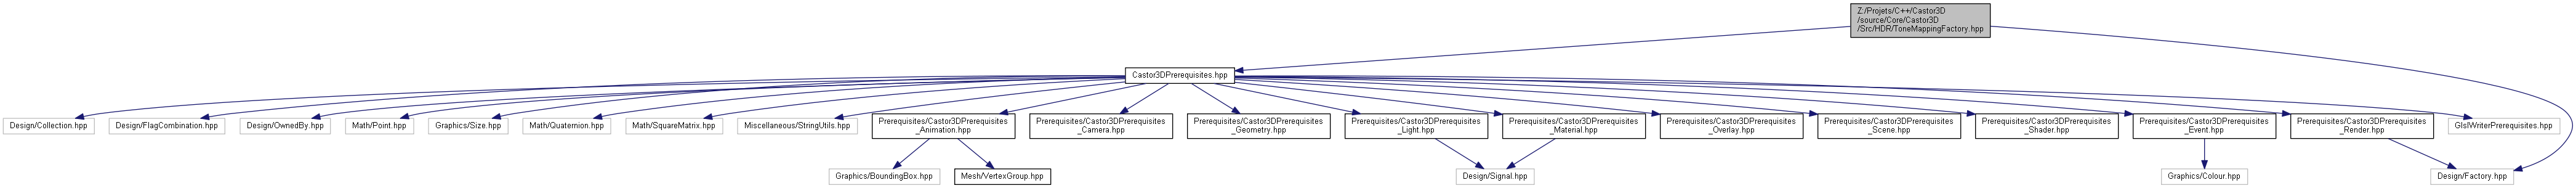 Z:/Projets/C++/Castor3D
/source/Core/Castor3D
/Src/HDR/ToneMappingFactory.hpp
Castor3DPrerequisites.hpp
Design/Collection.hpp
Design/FlagCombination.hpp
Design/OwnedBy.hpp
Math/Point.hpp
Graphics/Size.hpp
Math/Quaternion.hpp
Math/SquareMatrix.hpp
Miscellaneous/StringUtils.hpp
Prerequisites/Castor3DPrerequisites
_Animation.hpp
Prerequisites/Castor3DPrerequisites
_Camera.hpp
Prerequisites/Castor3DPrerequisites
_Geometry.hpp
Prerequisites/Castor3DPrerequisites
_Light.hpp
Prerequisites/Castor3DPrerequisites
_Material.hpp
Prerequisites/Castor3DPrerequisites
_Overlay.hpp
Prerequisites/Castor3DPrerequisites
_Scene.hpp
Prerequisites/Castor3DPrerequisites
_Shader.hpp
Prerequisites/Castor3DPrerequisites
_Event.hpp
Prerequisites/Castor3DPrerequisites
_Render.hpp
GlslWriterPrerequisites.hpp
Graphics/BoundingBox.hpp
Mesh/VertexGroup.hpp
Design/Signal.hpp
Graphics/Colour.hpp
Design/Factory.hpp